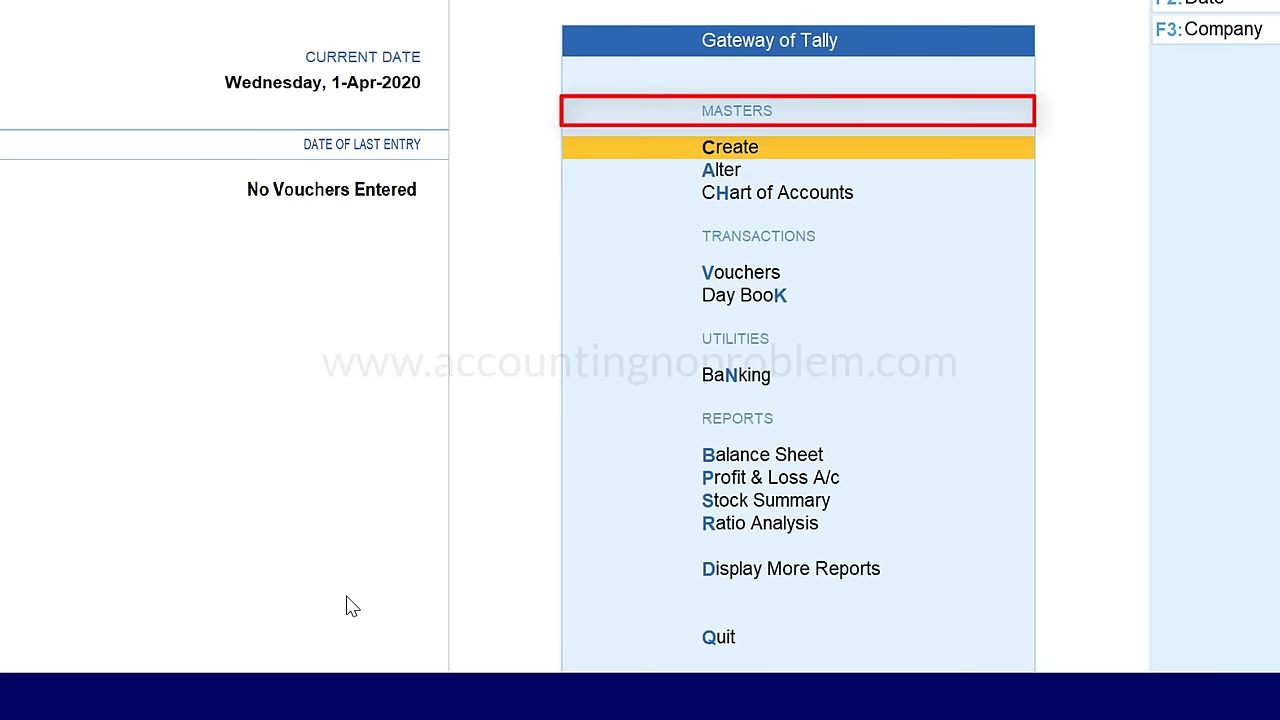 CURRENT DATE
Wednesday, 1-Apr-2020
DATE OF LAST ENTRY
No Vouchers Entered
Gateway of Tally
MASTERS
Create
Alter
CHart of Accounts
TRANSACTIONS
Vouchers
Day BooK
UTILITIES
www.accountingnoproblem.com
BaNking
REPORTS
Balance Sheet
Profit & Loss A/c
Stock Summary
Ratio Analysis
Display More Reports
Quit
F2: Date
F3: Company